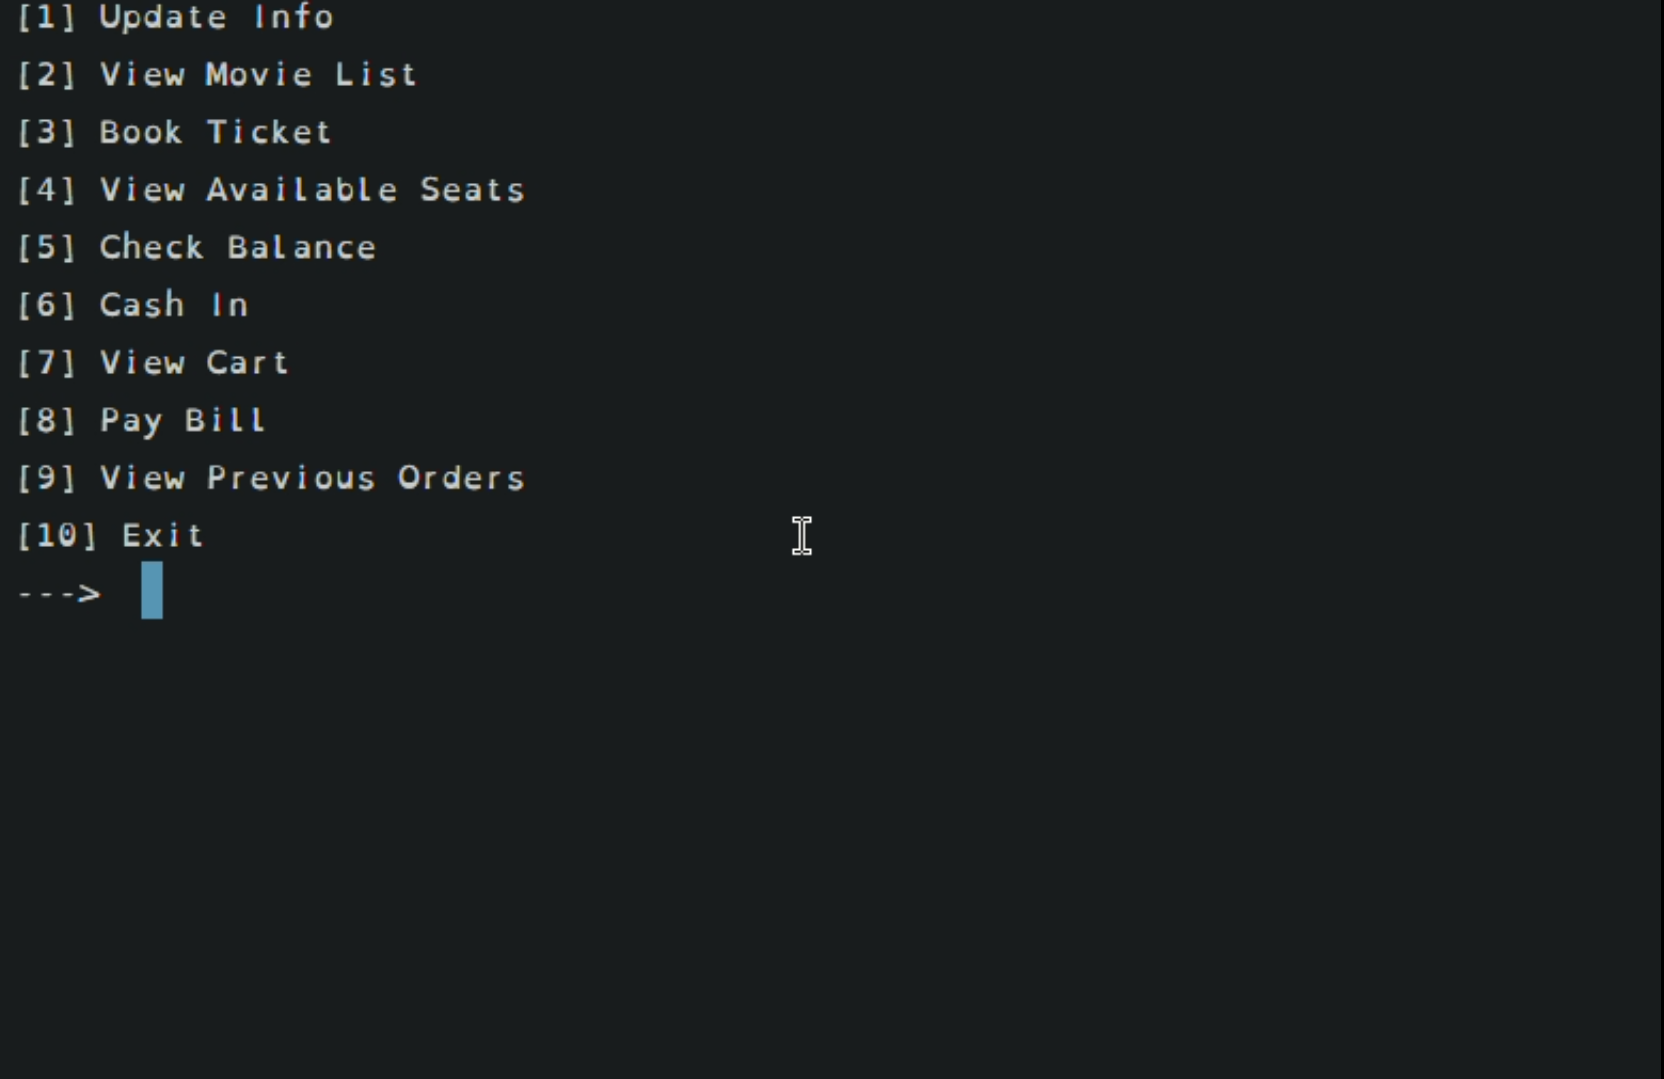 [1] Update Info
[2] View Movie List
[3] Book Ticket
[4] View Available Seats
[5] Check Balance
[6] Cash In
[7] View Cart
[8] Pay Bill
[9] View Previous Orders
[10] Exit
--->